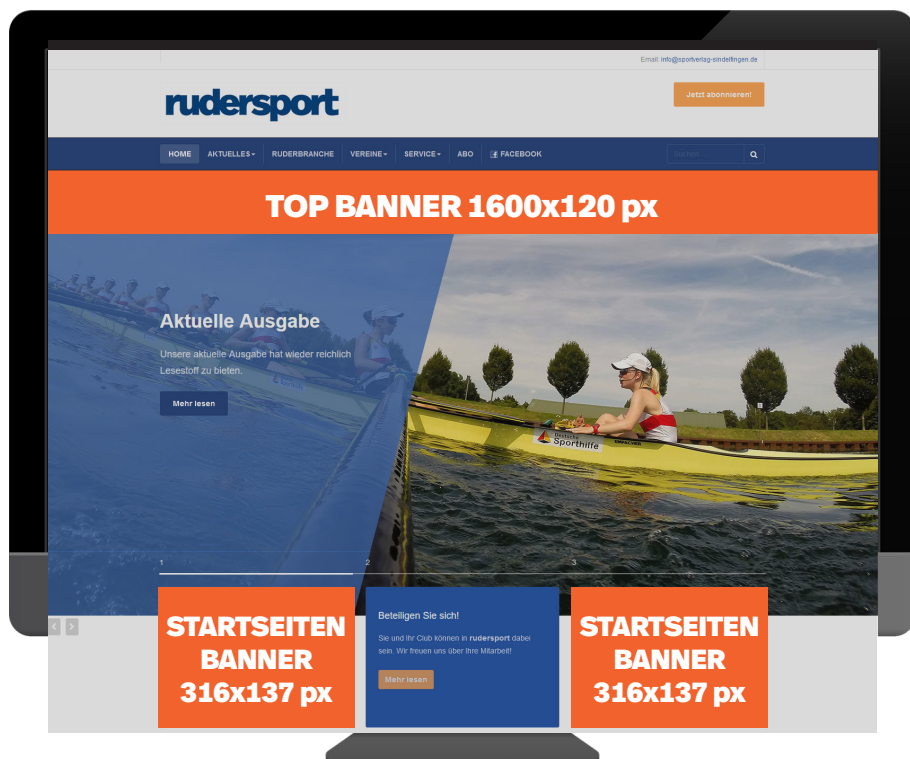 Email: info@sportverlag-sindelfingen.de
rudersport
Jetzt abonnieren!
HOME AKTUELLES RUDERBRANCHE VEREINE SERVICE ABO FACEBOOK Suchen
TOP BANNER 1600x120 px
Aktuelle Ausgabe
Unsere aktuelle Ausgabe hat wieder reichlich
Lesestoff zu bieten.
Mehr lesen
Deutsche
Sporthilfe
EMPACHER
1 2 3
STARTSEITEN
BANNER
316x137 px
Beteiligen Sie sich!
Sie und Ihr Club können in rudersport dabei
sein. Wir freuen uns über Ihre Mitarbeit!
Mehr lesen
STARTSEITEN
BANNER
316x137 px